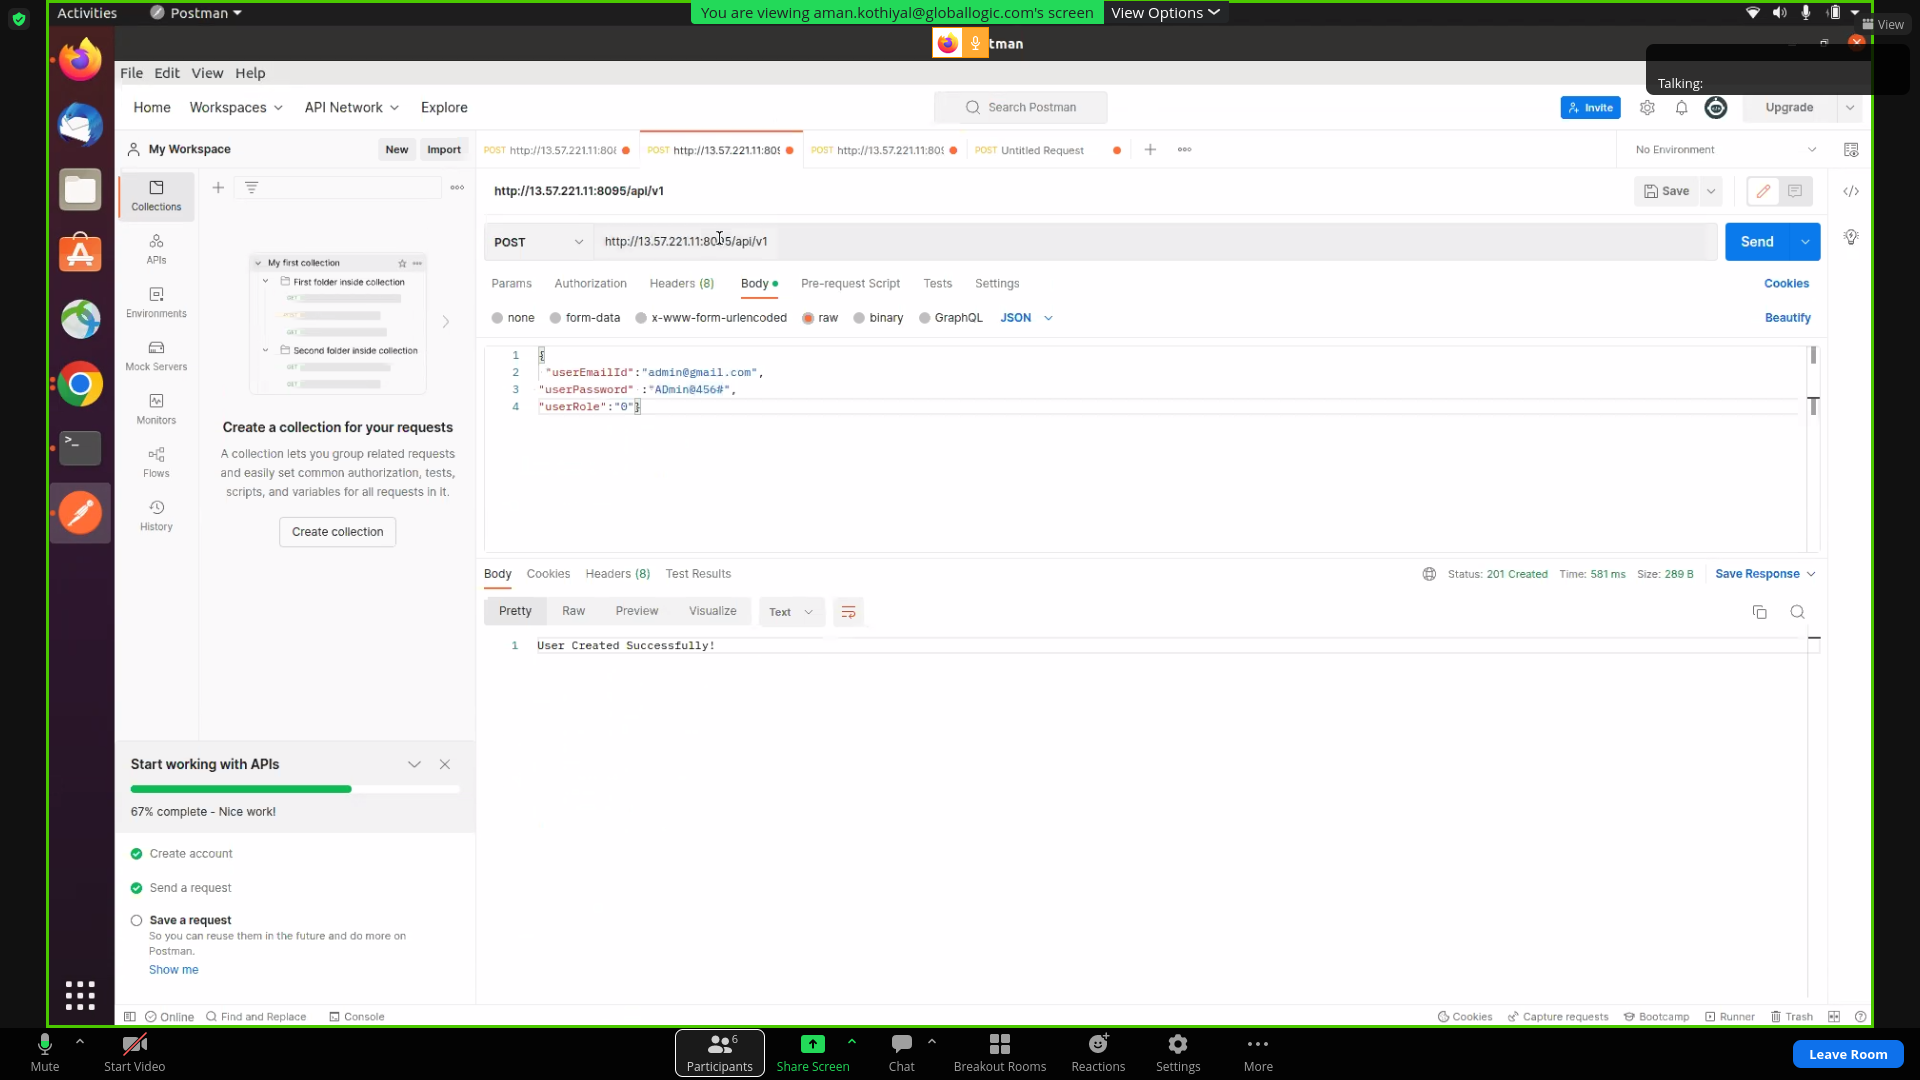 Activities
Postman
You are viewing aman.kothiyal@globallogic.com's screen
View Options
View
tman
Talking:
File Edit View Help
Home Workspaces API Network Explore
Search Postman
Invite
Upgrade
My Workspace
New
Import
POST http://13.57.221.11:808
POST http://13.57.221.11:809
POST http://13.57.221.11:809
POST Untitled Request
No Environment
Collections
APIs
Environments
Mock Servers
Monitors
Flows
History
http://13.57.221.11:8095/api/v1
Save
POST
http://13.57.221.11:8095/api/v1
Send
Params Authorization Headers (8) Body Pre-request Script Tests Settings
Cookies
none form-data x-www-form-urlencoded raw binary GraphQL JSON
Beautify
1 {
2 "userEmailId":"admin@gmail.com",
3 "userPassword" :"ADmin@456#",
4 "userRole":"0"}
My first collection
First folder inside collection
Second folder inside collection
Create a collection for your requests
A collection lets you group related requests
and easily set common authorization, tests,
scripts, and variables for all requests in it.
Create collection
Body Cookies Headers (8) Test Results
Status: 201 Created Time: 581 ms Size: 289 B
Save Response
Pretty Raw Preview Visualize Text
1 User Created Successfully!
Start working with APIs
67% complete - Nice work!
Create account
Send a request
Save a request
So you can reuse them in the future and do more on
Postman.
Show me
Online
Find and Replace
Console
Cookies
Capture requests
Bootcamp
Runner
Trash
Mute
Start Video
6
Participants
Share Screen
Chat
Breakout Rooms
Reactions
Settings
More
Leave Room